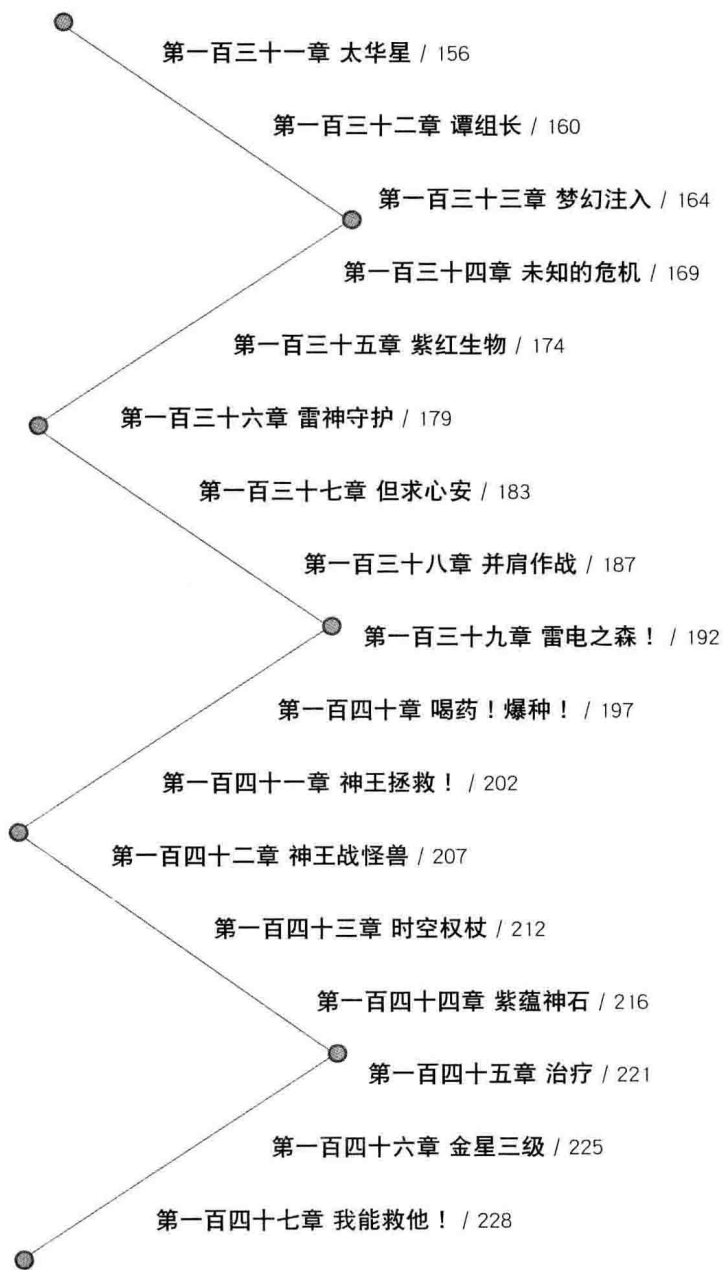 第一百三十一章 太华星 / 156
第一百三十二章 谭组长 / 160
第一百三十三章 梦幻注入 / 164
第一百三十四章 未知的危机 / 169
第一百三十五章 紫红生物 / 174
第一百三十六章 雷神守护 / 179
第一百三十七章 但求心安 / 183
第一百三十八章 并肩作战 / 187
第一百三十九章 雷电之森！ / 192
第一百四十章 喝药！爆种！ / 197
第一百四十一章 神王拯救！ / 202
第一百四十二章 神王战怪兽 / 207
第一百四十三章 时空权杖 / 212
第一百四十四章 紫蕴神石 / 216
第一百四十五章 治疗 / 221
第一百四十六章 金星三级 / 225
第一百四十七章 我能救他！ / 228